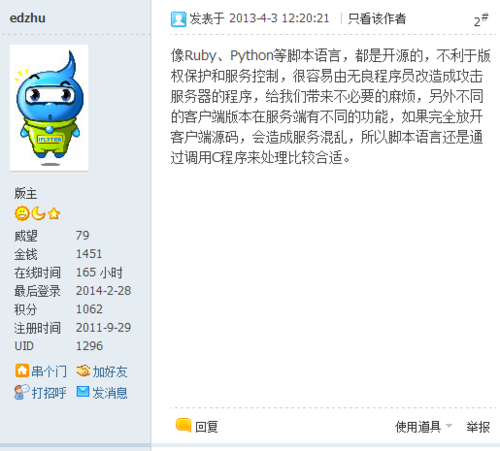 edzhu
发表于 2013-4-3 12:20:21 | 只看该作者
2#
像Ruby、Python等脚本语言，都是开源的，不利于版
权保护和服务控制，很容易由无良程序员改造成攻击
服务器的程序，给我们带来不必要的麻烦，另外不同
的客户端版本在服务端有不同的功能，如果完全放开
客户端源码，会造成服务混乱，所以脚本语言还是通
过调用C程序来处理比较合适。
版主
威望 79
金钱 1451
在线时间 165 小时
最后登录 2014-2-28
积分 1062
注册时间 2011-9-29
UID 1296
串个门 加好友
打招呼 发消息
回复 使用道具 举报